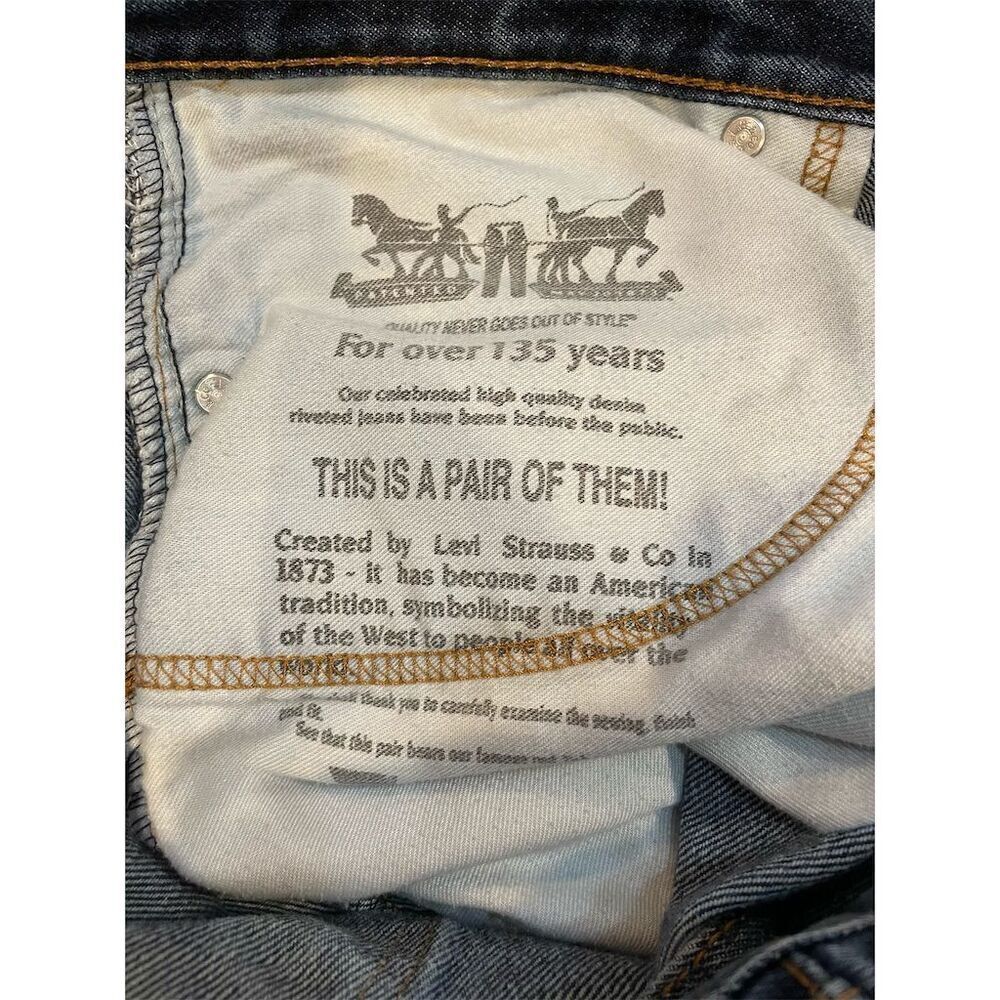 QUALITY NEVER GOES OUT OF STYLE
For over 135 years
Our celebrated high quality denim
riveted jeans have been before the public.
THIS IS A PAIR OF THEM!
Created by Levi Strauss & Co in
1873 - it has become an American
tradition, symbolizing the vitality
of the West to people all over the
world.
thank you to carefully examine the sewing, finish
and fit.
See that this pair bears our famous red